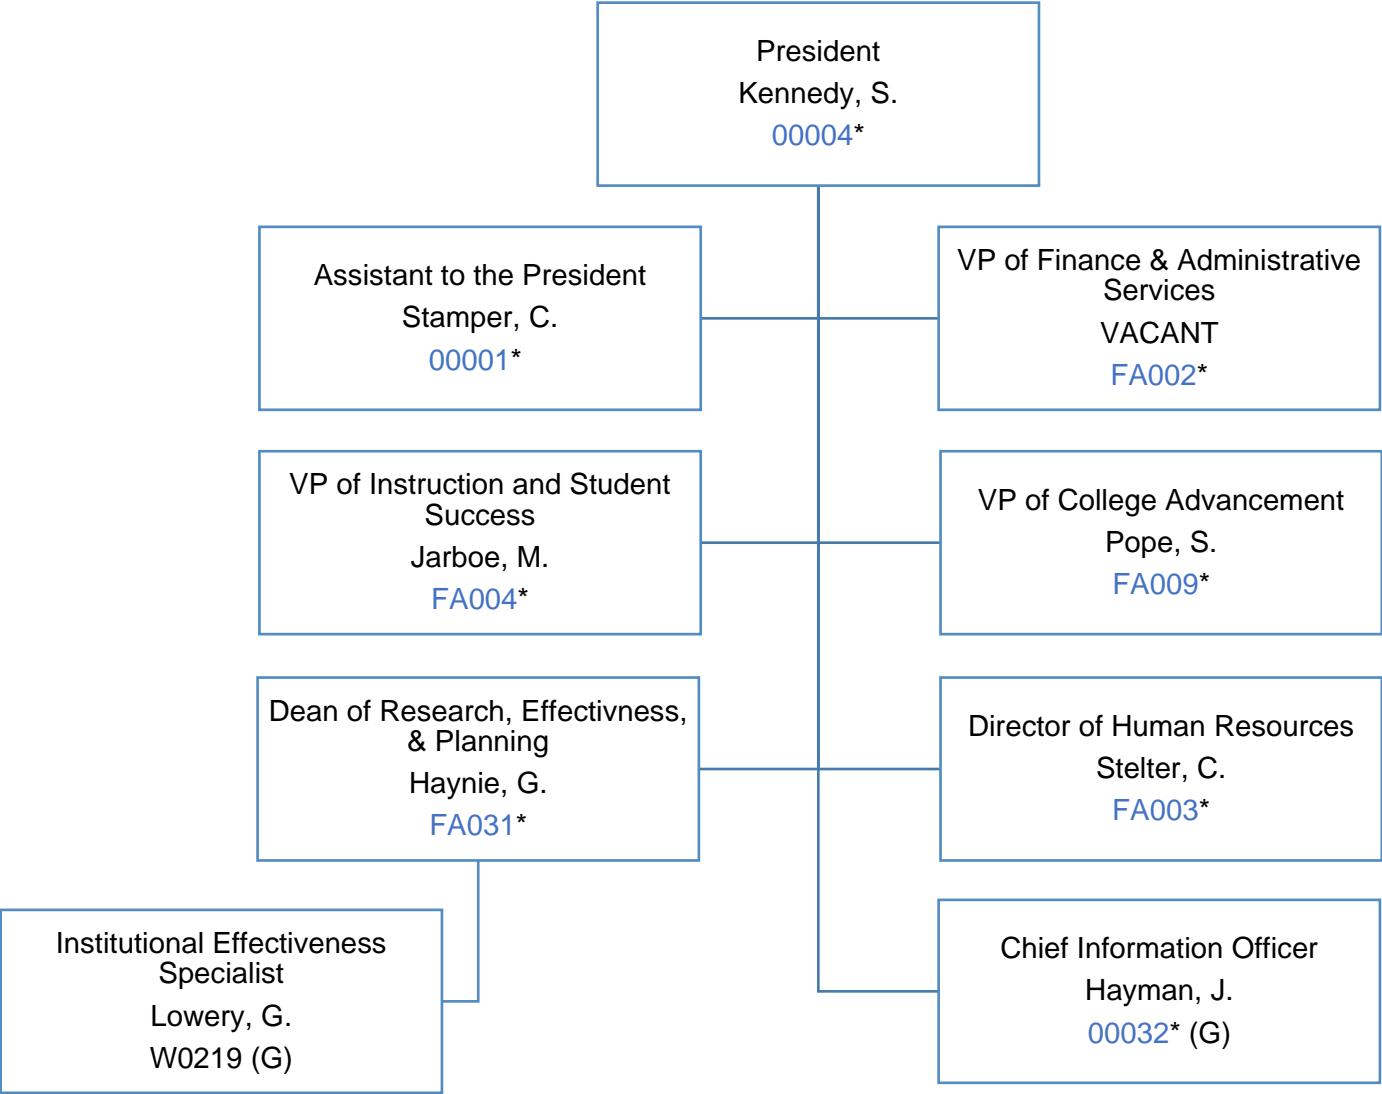 President
Kennedy, S.
00004*
Assistant to the President
Stamper, C.
00001*
VP of Finance & Administrative
Services
VACANT
FA002*
VP of Instruction and Student
Success
Jarboe, M.
FA004*
VP of College Advancement
Pope, S.
FA009*
Dean of Research, Effectivness,
& Planning
Haynie, G.
FA031*
Director of Human Resources
Stelter, C.
FA003*
Institutional Effectiveness
Specialist
Lowery, G.
W0219 (G)
Chief Information Officer
Hayman, J.
00032* (G)